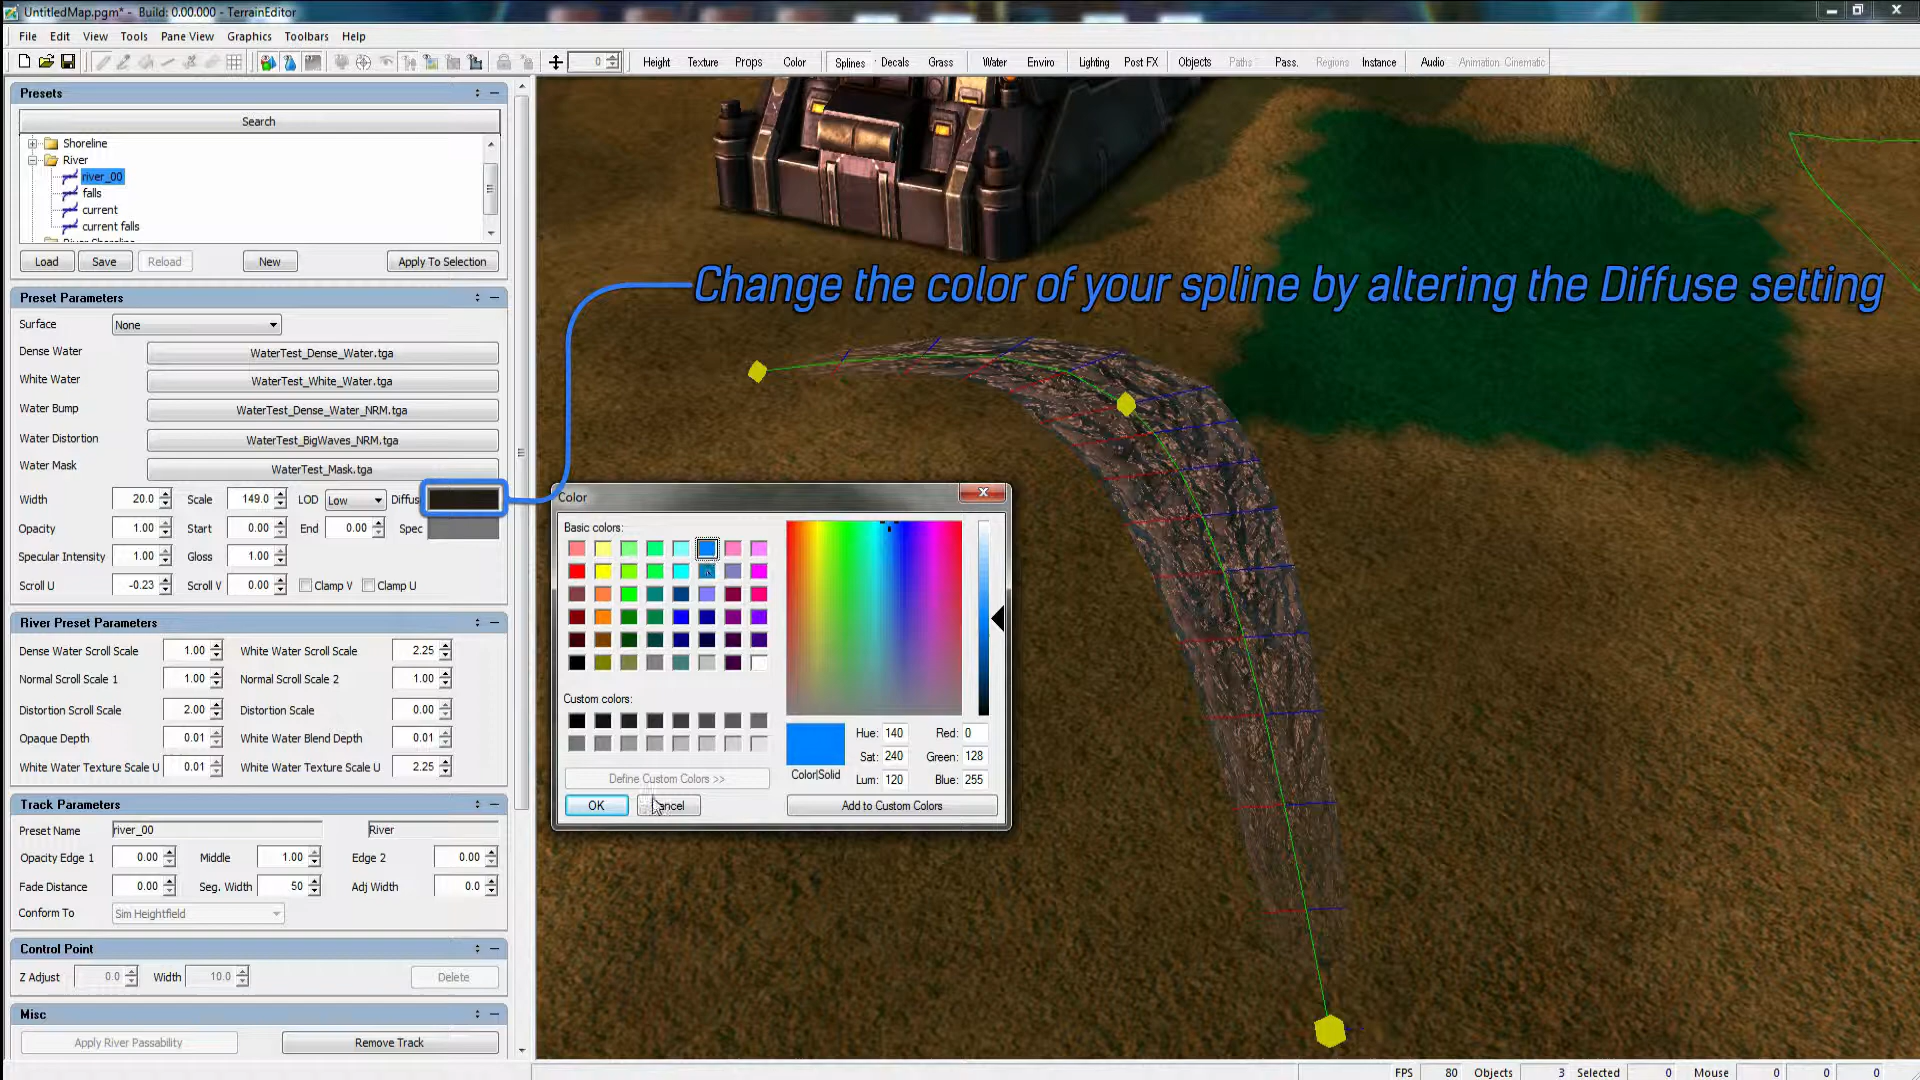 UntitledMap.pgm* - Build: 0.00.000 - TerrainEditor
File Edit View Tools Pane View Graphics Toolbars Help
0 Height Texture Props Color Splines Decals Grass Water Enviro Lighting Post FX Objects Paths Pass. Regions Instance Audio Animation Cinematic
Presets
Search
Shoreline
River
river_00
falls
current
current falls
River Shoreline
Load Save Reload New Apply To Selection
Change the color of your spline by altering the Diffuse setting
Preset Parameters
Surface None
Dense Water WaterTest_Dense_Water.tga
White Water WaterTest_White_Water.tga
Water Bump WaterTest_Dense_Water_NRM.tga
Water Distortion WaterTest_BigWaves_NRM.tga
Water Mask WaterTest_Mask.tga
Width 20.0 Scale 149.0 LOD Low Diffus
Opacity 1.00 Start 0.00 End 0.00 Spec
Specular Intensity 1.00 Gloss 1.00
Scroll U -0.23 Scroll V 0.00 Clamp V Clamp U
River Preset Parameters
Dense Water Scroll Scale 1.00 White Water Scroll Scale 2.25
Normal Scroll Scale 1 1.00 Normal Scroll Scale 2 1.00
Distortion Scroll Scale 2.00 Distortion Scale 0.00
Opaque Depth 0.01 White Water Blend Depth 0.01
White Water Texture Scale U 0.01 White Water Texture Scale U 2.25
Track Parameters
Preset Name river_00 River
Opacity Edge 1 0.00 Middle 1.00 Edge 2 0.00
Fade Distance 0.00 Seg. Width 50 Adj Width 0.0
Conform To Sim Heightfield
Control Point
Z Adjust 0.0 Width 10.0 Delete
Misc
Apply River Passability Remove Track
Color
Basic colors:
Custom colors:
Define Custom Colors >>
OK ancel
Hue: 140 Red: 0
Sat: 240 Green: 128
Color|Solid Lum: 120 Blue: 255
Add to Custom Colors
FPS 80 Objects 3 Selected 0 Mouse 0 0 0